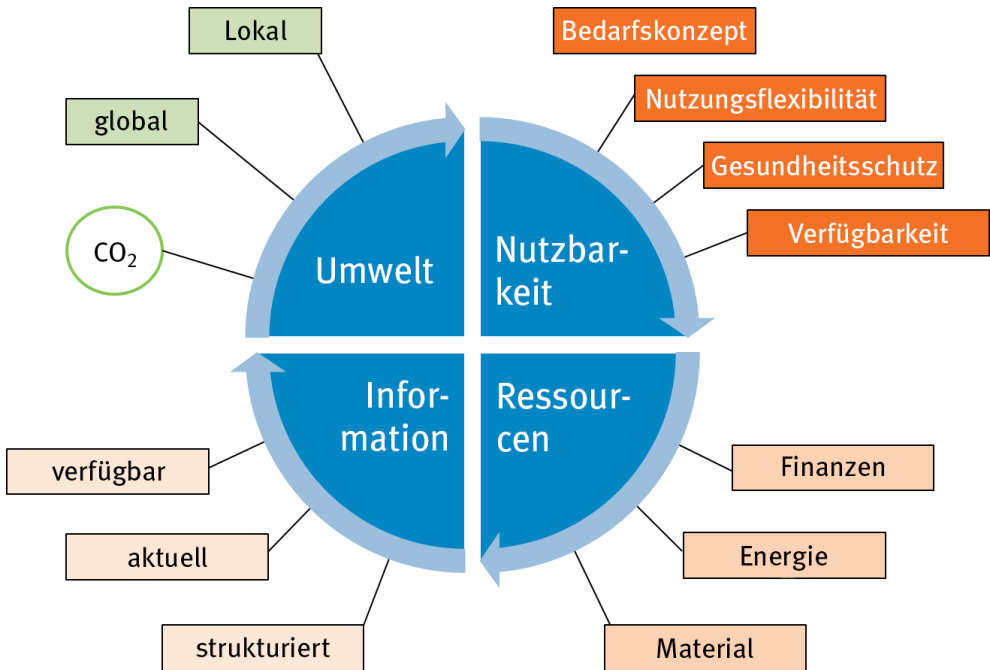 Lokal
Bedarfskonzept
Nutzungsflexibilität
global
Gesundheitsschutz
Verfügbarkeit
CO₂
Umwelt
Nutzbar-
keit
Infor-
mation
Ressour-
cen
verfügbar
Finanzen
aktuell
Energie
strukturiert
Material